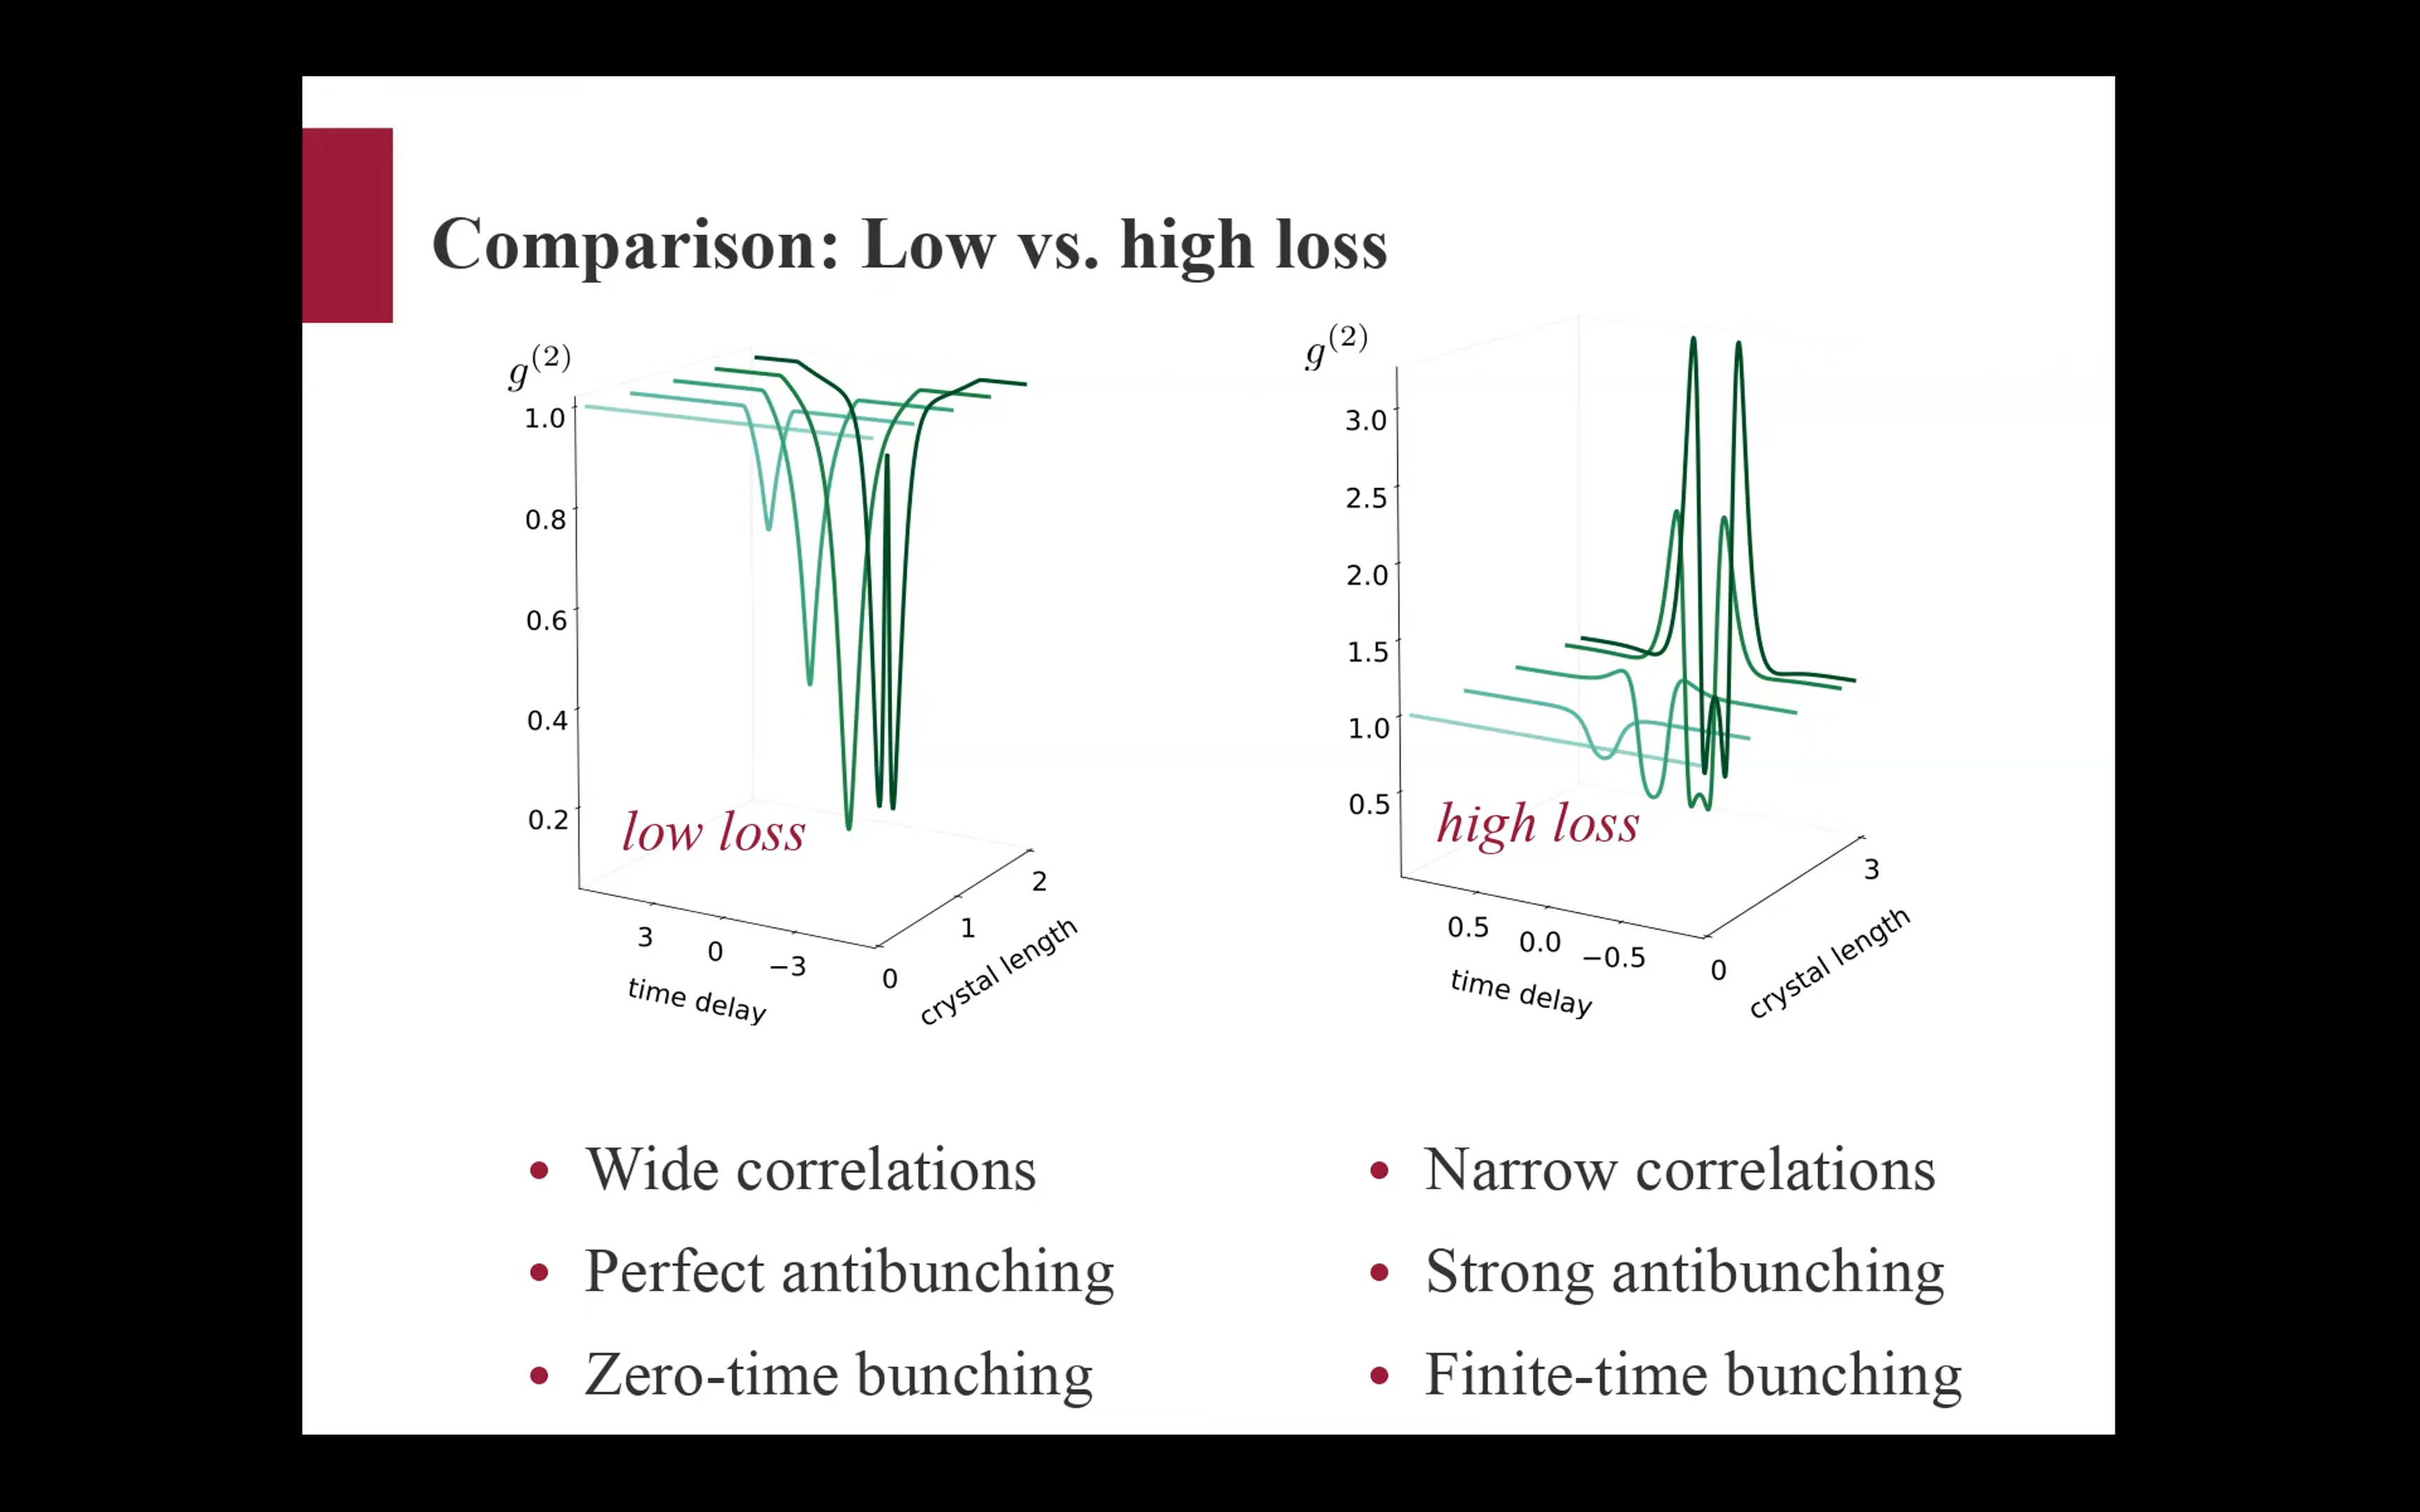 Comparison: Low vs. high loss
g(2)
1.0
0.8
0.6
0.4
0.2
low loss
3
0
−3
time delay
0
1
2
crystal length
g(2)
3.0
2.5
2.0
1.5
1.0
0.5
high loss
0.5
0.0
−0.5
time delay
0
3
crystal length
• Wide correlations
• Perfect antibunching
• Zero-time bunching
• Narrow correlations
• Strong antibunching
• Finite-time bunching